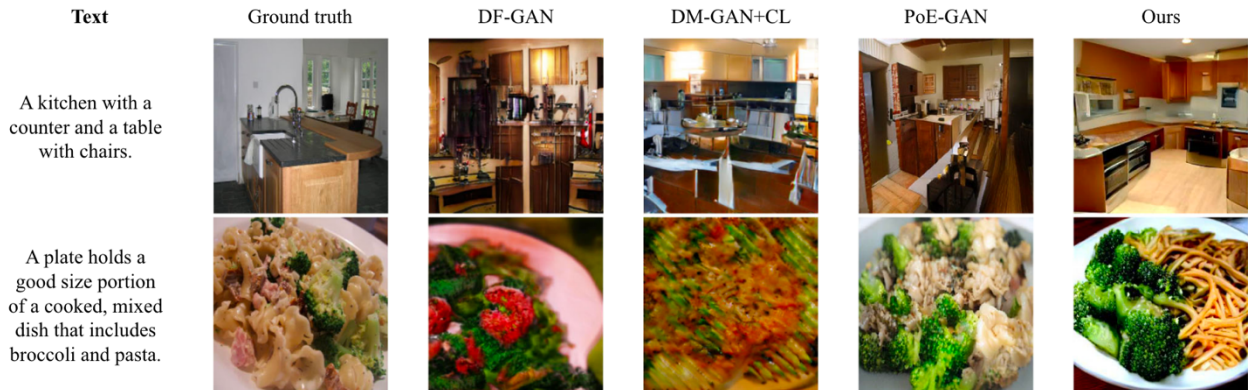 Text Ground truth DF-GAN DM-GAN+CL PoE-GAN Ours
A kitchen with a
counter and a table
with chairs.
A plate holds a
good size portion
of a cooked, mixed
dish that includes
broccoli and pasta.